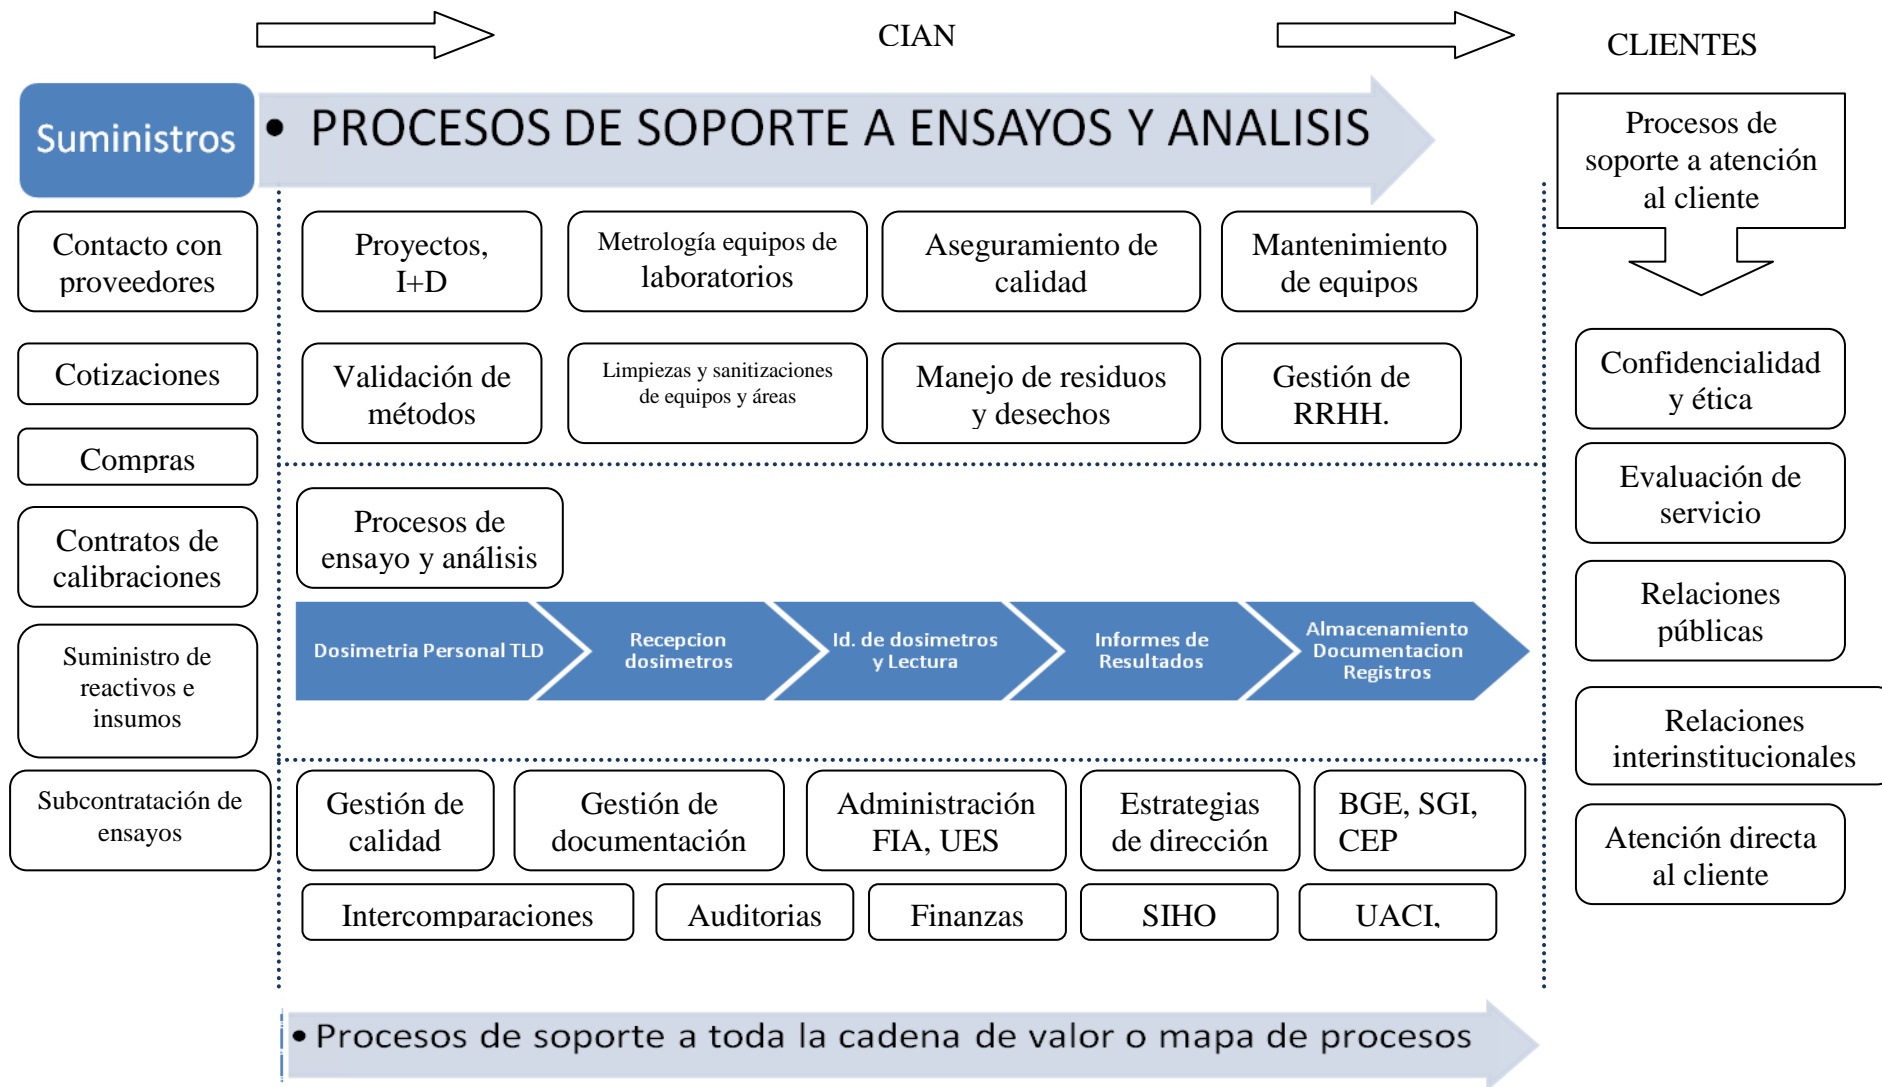 CIAN
CLIENTES
Suministros
• PROCESOS DE SOPORTE A ENSAYOS Y ANALISIS
Procesos de
soporte a atención
al cliente
Contacto con
proveedores
Proyectos,
I+D
Metrología equipos de
laboratorios
Aseguramiento de
calidad
Mantenimiento
de equipos
Cotizaciones
Validación de
métodos
Limpiezas y sanitizaciones
de equipos y áreas
Manejo de residuos
y desechos
Gestión de
RRHH.
Confidencialidad
y ética
Compras
Evaluación de
servicio
Contratos de
calibraciones
Procesos de
ensayo y análisis
Relaciones
públicas
Suministro de
reactivos e
insumos
Dosimetria Personal TLD
Recepcion
dosimetros
Id. de dosimetros
y Lectura
Informes de
Resultados
Almacenamiento
Documentacion
Registros
Relaciones
interinstitucionales
Subcontratación de
ensayos
Gestión de
calidad
Gestión de
documentación
Administración
FIA, UES
Estrategias
de dirección
BGE, SGI,
CEP
Atención directa
al cliente
Intercomparaciones
Auditorias
Finanzas
SIHO
UACI,
• Procesos de soporte a toda la cadena de valor o mapa de procesos